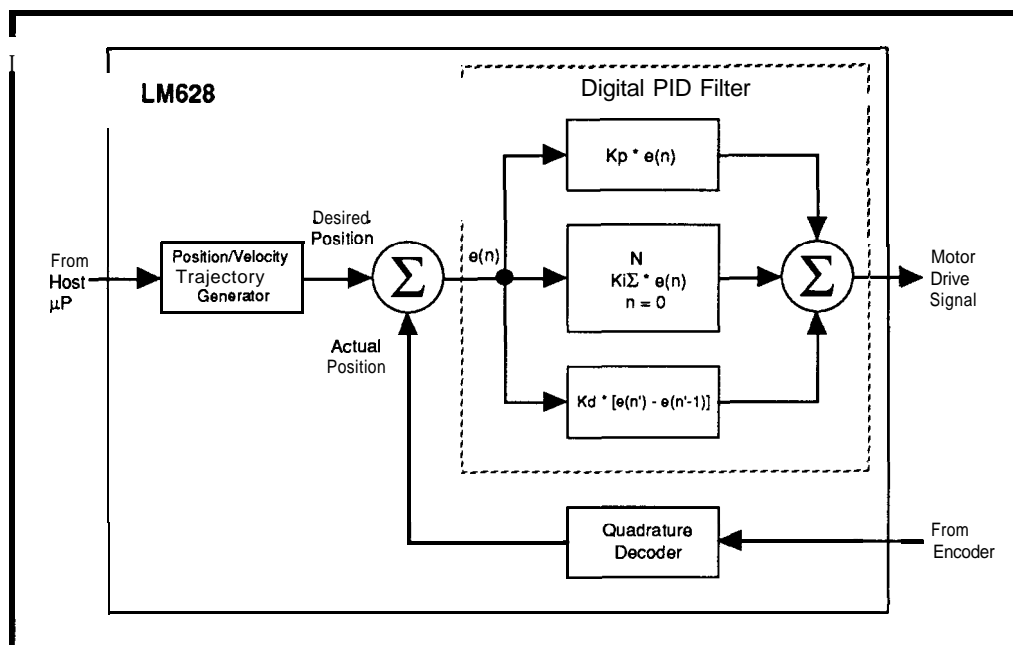 LM628
Digital PID Filter
Kp * e(n)
Desired
Position
From
Host
µP
Position/Velocity
Trajectory
Generator
Σ
e(n)
N
KiΣ * e(n)
n = 0
Σ
Motor
Drive
Signal
Actual
Position
Kd * [e(n') - e(n'-1)]
Quadrature
Decoder
From
Encoder